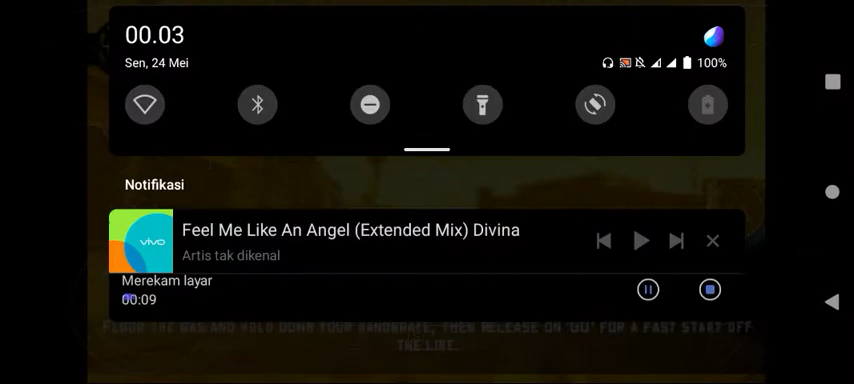 00.03
Sen, 24 Mei
100%
Notifikasi
vivo
Feel Me Like An Angel (Extended Mix) Divina
Artis tak dikenal
Merekam layar
00:09
FLOOR THE GAS AND HOLD DOWN YOUR HANDBRAKE, THEN RELEASE ON 'GO' FOR A FAST START OFF
THE LINE.